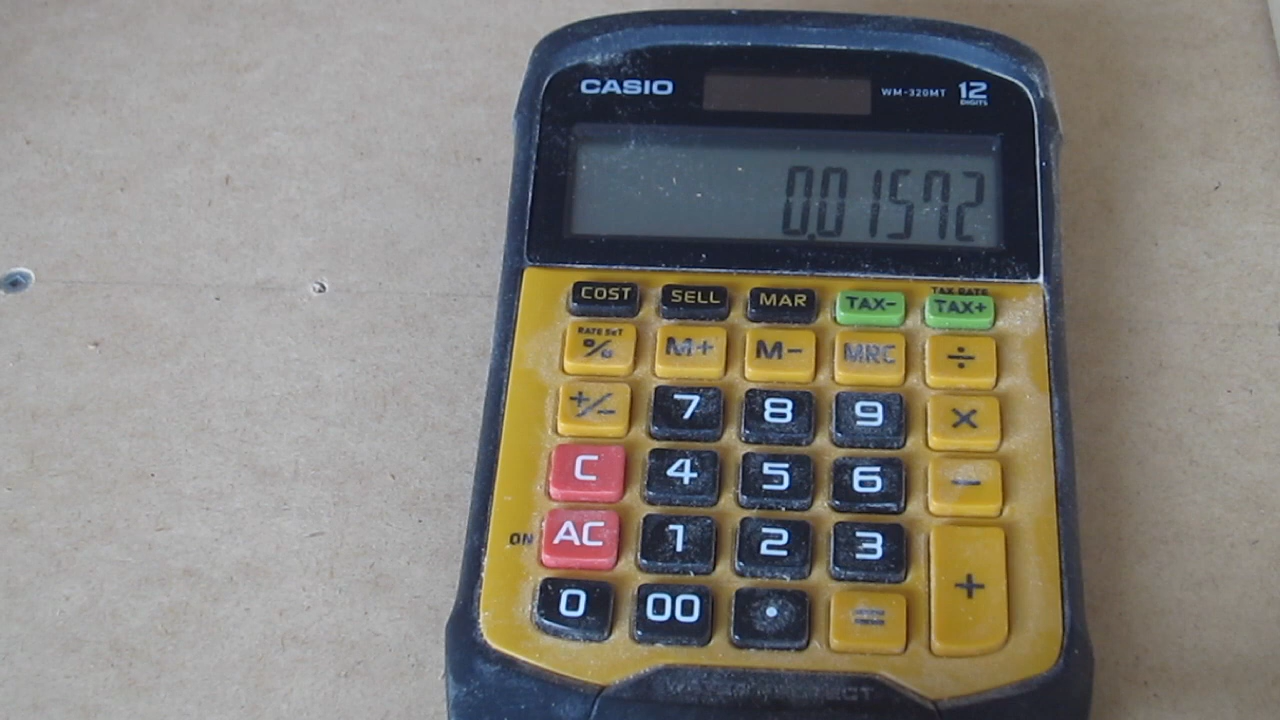 CASIO WM-320MT 12
DIGITS
0.01572
COST SELL MAR TAX- TAX RATE TAX+
RATE SET
% M+ M- MRC ÷
+/- 7 8 9 ×
C 4 5 6 -
ON AC 1 2 3 +
0 00 . =